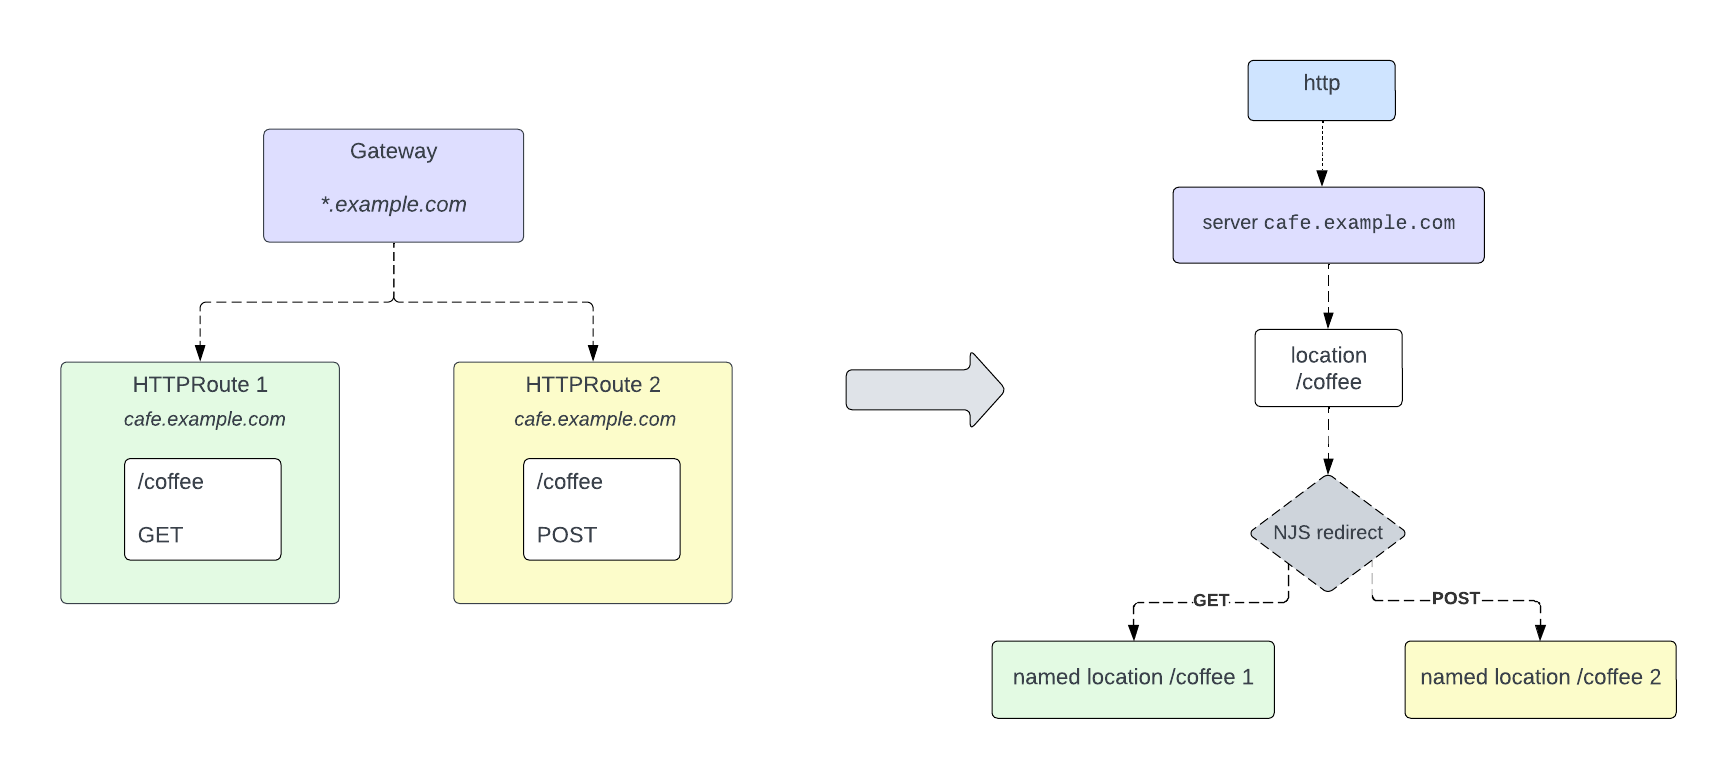 Gateway
*.example.com
HTTPRoute 1
cafe.example.com
/coffee
GET
HTTPRoute 2
cafe.example.com
/coffee
POST
http
server cafe.example.com
location
/coffee
NJS redirect
GET
POST
named location /coffee 1
named location /coffee 2